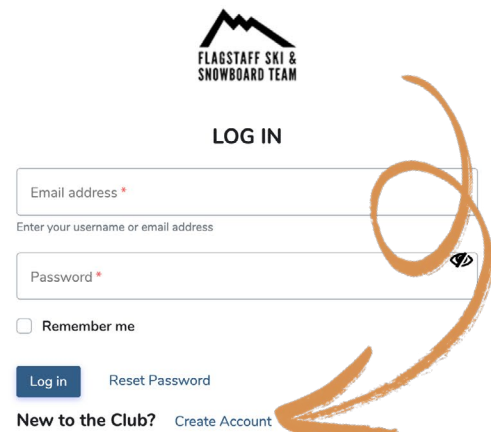 FLAGSTAFF SKI &
SNOWBOARD TEAM
LOG IN
Email address *
Enter your username or email address
Password *
Remember me
Log in Reset Password
New to the Club? Create Account